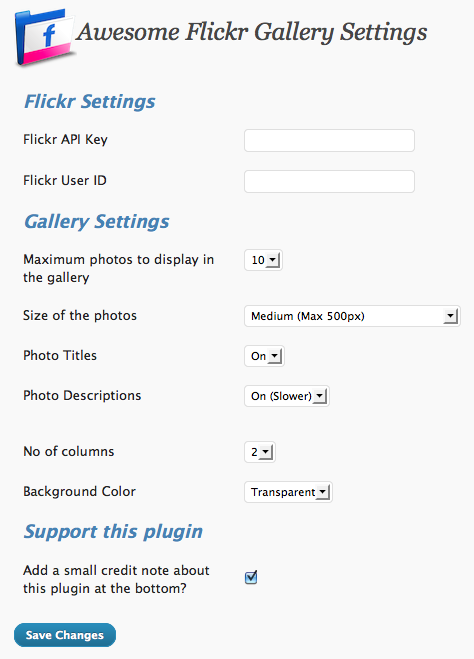 f
Awesome Flickr Gallery Settings
Flickr Settings
Flickr API Key
Flickr User ID
Gallery Settings
Maximum photos to display in
the gallery
10
Size of the photos
Medium (Max 500px)
Photo Titles
On
Photo Descriptions
On (Slower)
No of columns
2
Background Color
Transparent
Support this plugin
Add a small credit note about
this plugin at the bottom?
Save Changes